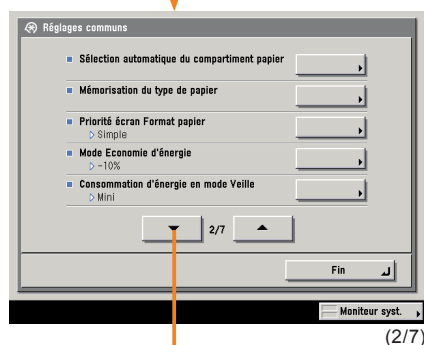 Réglages communs
Sélection automatique du compartiment papier
Mémorisation du type de papier
Priorité écran Format papier
Simple
Mode Economie d'énergie
-10%
Consommation d'énergie en mode Veille
Mini
2/7
Fin
Moniteur syst.
(2/7)